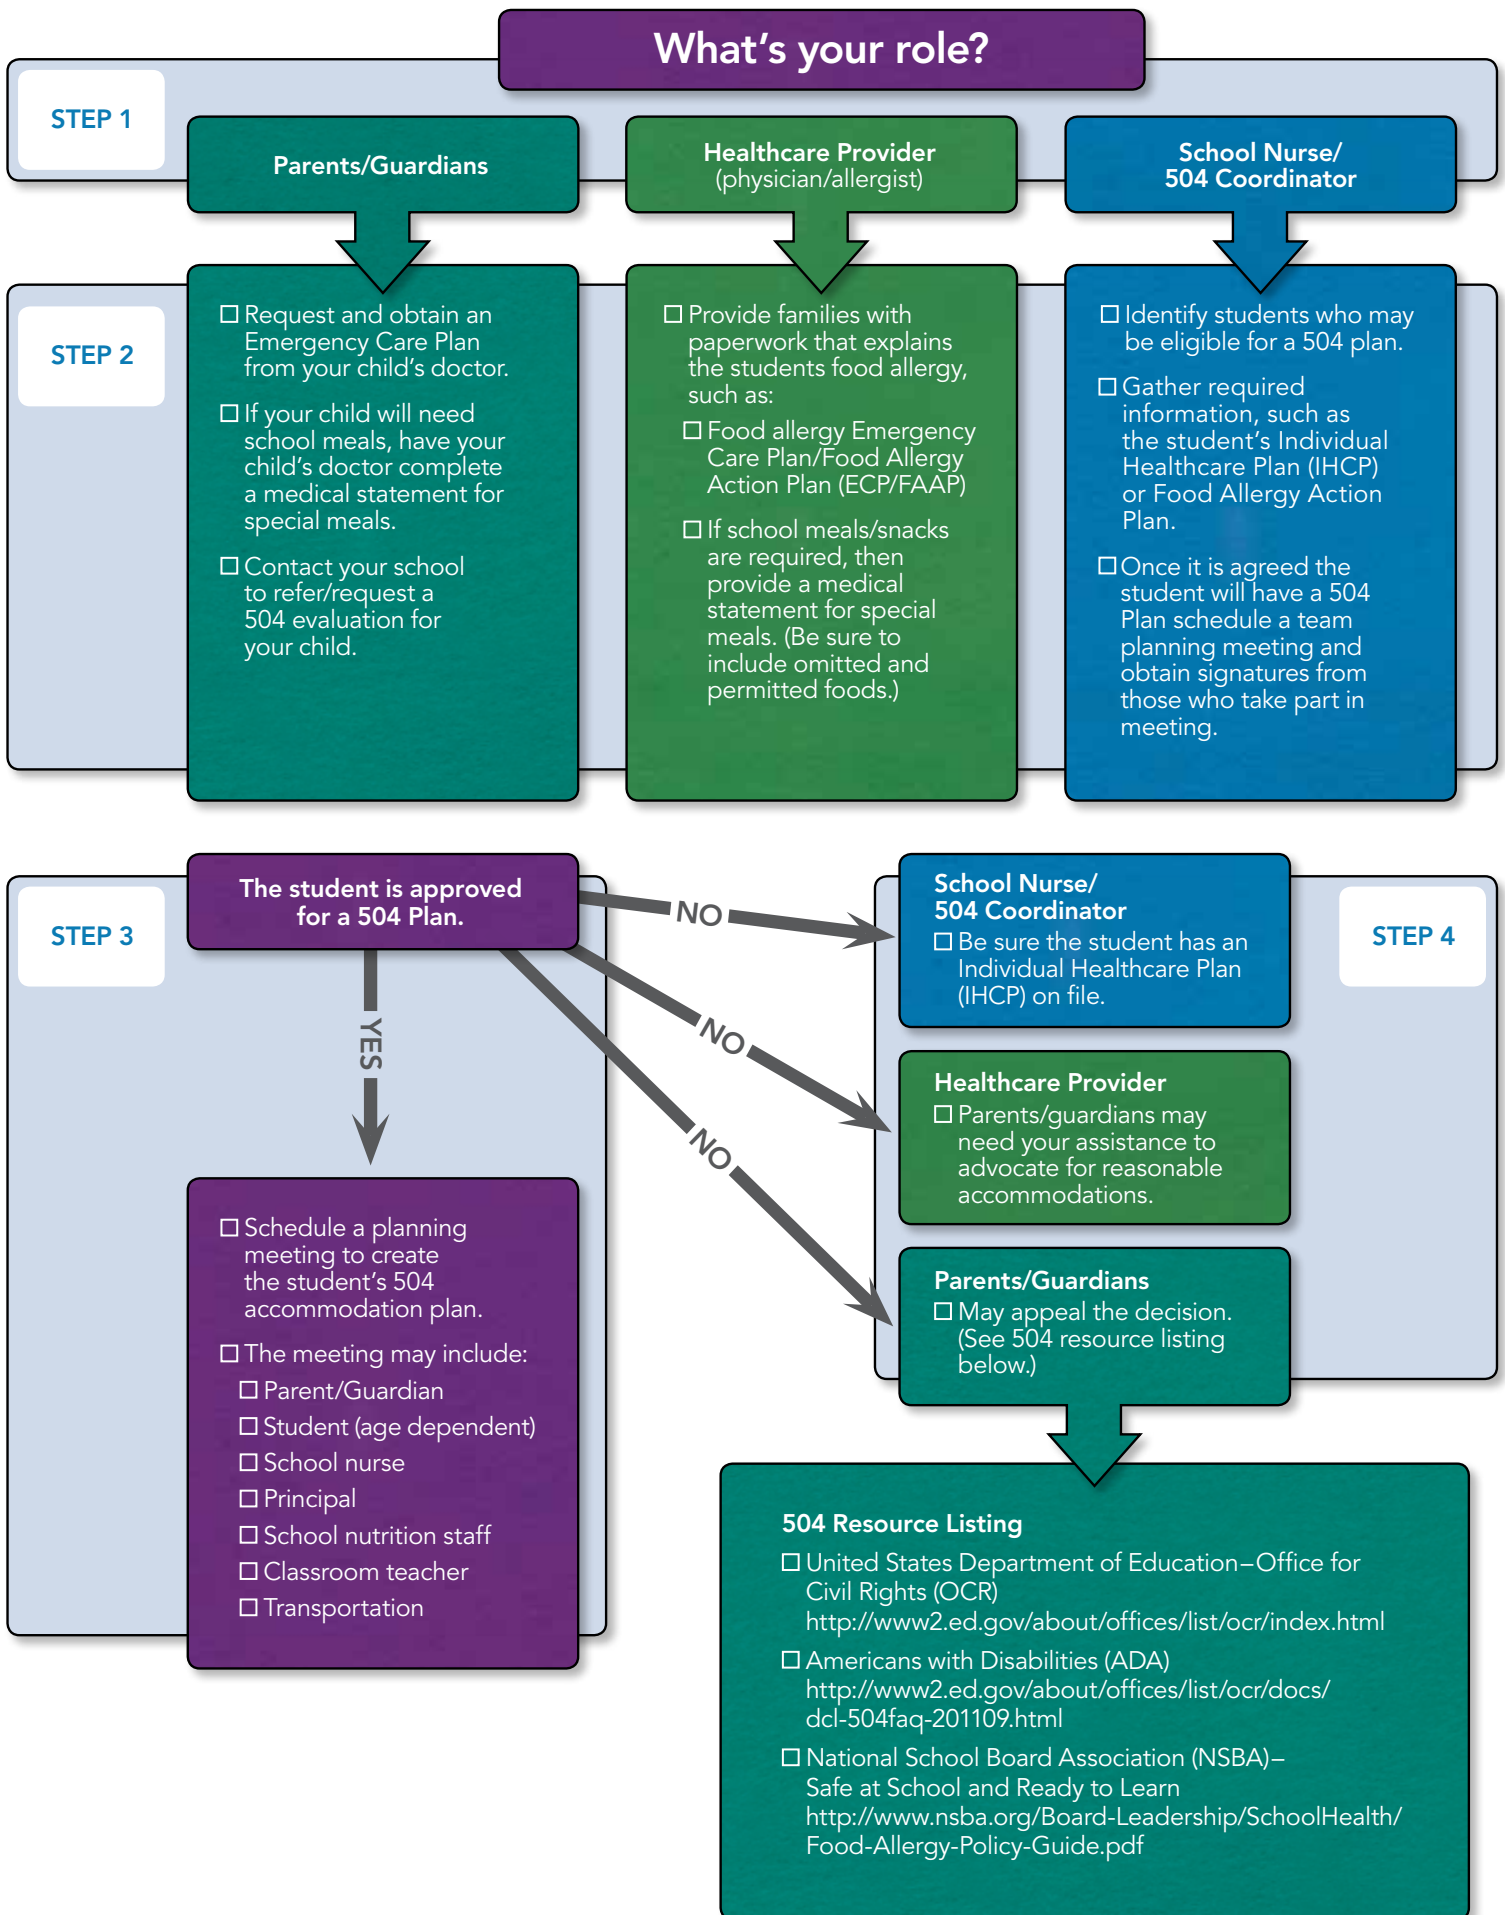 What's your role?
STEP 1
Parents/Guardians
Healthcare Provider
(physician/allergist)
School Nurse/
504 Coordinator
STEP 2
☐ Request and obtain an
Emergency Care Plan
from your child's doctor.
☐ If your child will need
school meals, have your
child's doctor complete
a medical statement for
special meals.
☐ Contact your school
to refer/request a
504 evaluation for
your child.
☐ Provide families with
paperwork that explains
the students food allergy,
such as:
☐ Food allergy Emergency
Care Plan/Food Allergy
Action Plan (ECP/FAAP)
☐ If school meals/snacks
are required, then
provide a medical
statement for special
meals. (Be sure to
include omitted and
permitted foods.)
☐ Identify students who may
be eligible for a 504 plan.
☐ Gather required
information, such as
the student's Individual
Healthcare Plan (IHCP)
or Food Allergy Action
Plan.
☐ Once it is agreed the
student will have a 504
Plan schedule a team
planning meeting and
obtain signatures from
those who take part in
meeting.
STEP 3
The student is approved
for a 504 Plan.
YES
NO
NO
NO
☐ Schedule a planning
meeting to create
the student's 504
accommodation plan.
☐ The meeting may include:
☐ Parent/Guardian
☐ Student (age dependent)
☐ School nurse
☐ Principal
☐ School nutrition staff
☐ Classroom teacher
☐ Transportation
STEP 4
School Nurse/
504 Coordinator
☐ Be sure the student has an
Individual Healthcare Plan
(IHCP) on file.
Healthcare Provider
☐ Parents/guardians may
need your assistance to
advocate for reasonable
accommodations.
Parents/Guardians
☐ May appeal the decision.
(See 504 resource listing
below.)
504 Resource Listing
☐ United States Department of Education–Office for
Civil Rights (OCR)
http://www2.ed.gov/about/offices/list/ocr/index.html
☐ Americans with Disabilities (ADA)
http://www2.ed.gov/about/offices/list/ocr/docs/
dcl-504faq-201109.html
☐ National School Board Association (NSBA)–
Safe at School and Ready to Learn
http://www.nsba.org/Board-Leadership/SchoolHealth/
Food-Allergy-Policy-Guide.pdf